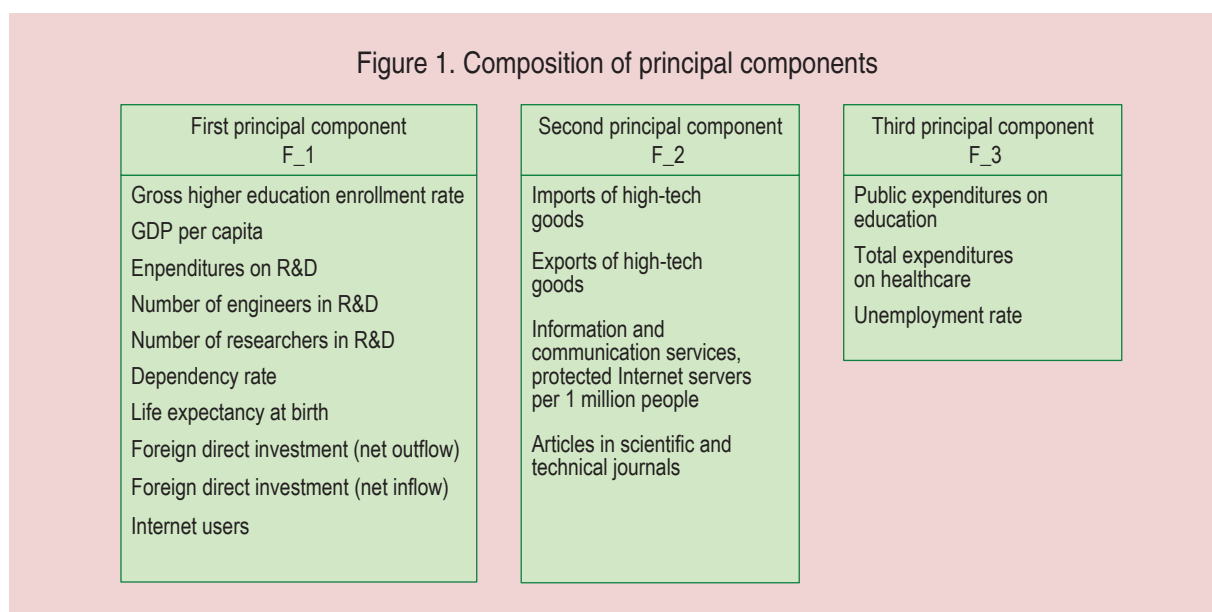 Figure 1. Composition of principal components
First principal component
F_1
Gross higher education enrollment rate
GDP per capita
Enpenditures on R&D
Number of engineers in R&D
Number of researchers in R&D
Dependency rate
Life expectancy at birth
Foreign direct investment (net outflow)
Foreign direct investment (net inflow)
Internet users
Second principal component
F_2
Imports of high-tech
goods
Exports of high-tech
goods
Information and
communication services,
protected Internet servers
per 1 million people
Articles in scientific and
technical journals
Third principal component
F_3
Public expenditures on
education
Total expenditures
on healthcare
Unemployment rate